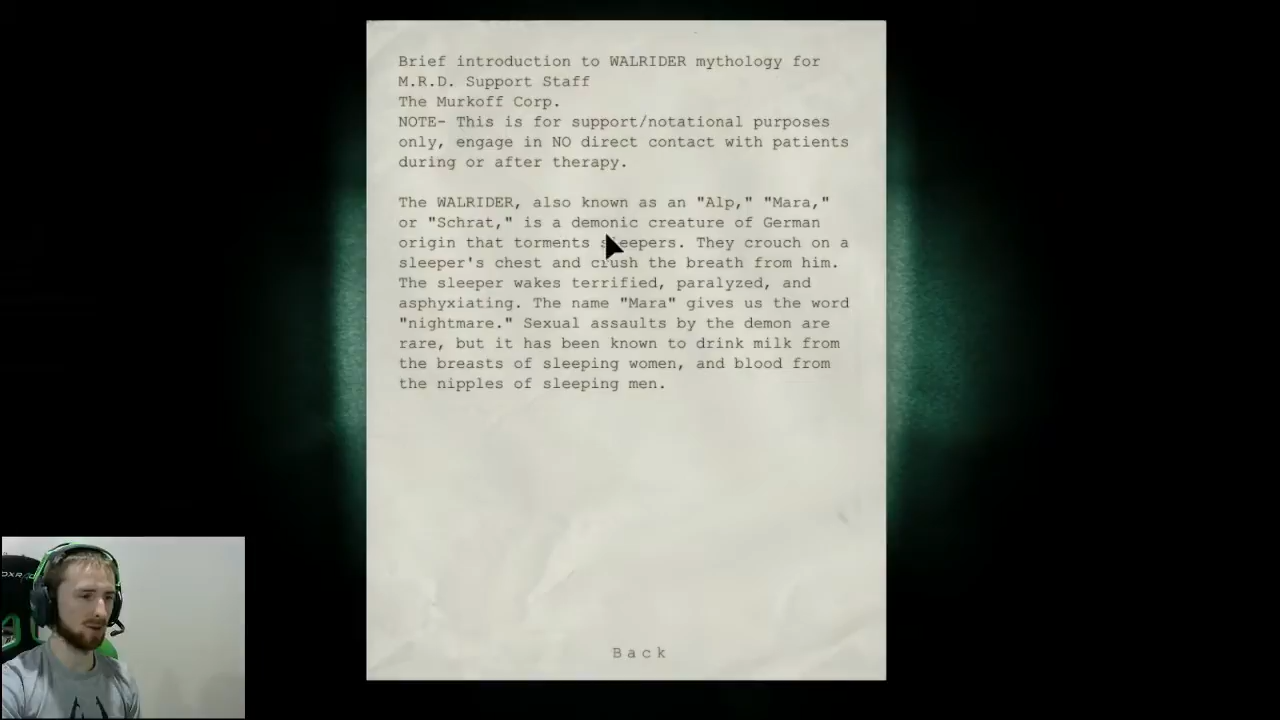 Brief introduction to WALRIDER mythology for
M.R.D. Support Staff
The Murkoff Corp.
NOTE- This is for support/notational purposes
only, engage in NO direct contact with patients
during or after therapy.
The WALRIDER, also known as an "Alp," "Mara,"
or "Schrat," is a demonic creature of German
origin that torments sleepers. They crouch on a
sleeper's chest and crush the breath from him.
The sleeper wakes terrified, paralyzed, and
asphyxiating. The name "Mara" gives us the word
"nightmare." Sexual assaults by the demon are
rare, but it has been known to drink milk from
the breasts of sleeping women, and blood from
the nipples of sleeping men.
Back